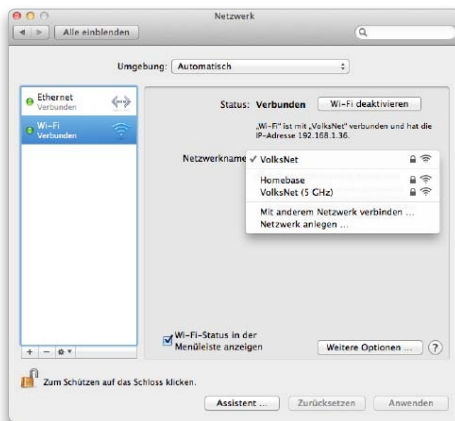 Netzwerk
Alle einblenden
Umgebung: Automatisch
Ethernet
Verbunden
Wi-Fi
Verbunden
Status: Verbunden
Wi-Fi deaktivieren
„Wi-Fi“ ist mit „VolksNet“ verbunden und hat die
IP-Adresse 192.168.1.36.
Netzwerkname ✓ VolksNet
Homebase
VolksNet (5 GHz)
Mit anderem Netzwerk verbinden ...
Netzwerk anlegen ...
Wi-Fi-Status in der
Menüleiste anzeigen
Weitere Optionen ... ?
Zum Schützen auf das Schloss klicken.
Assistent ... Zurücksetzen Anwenden